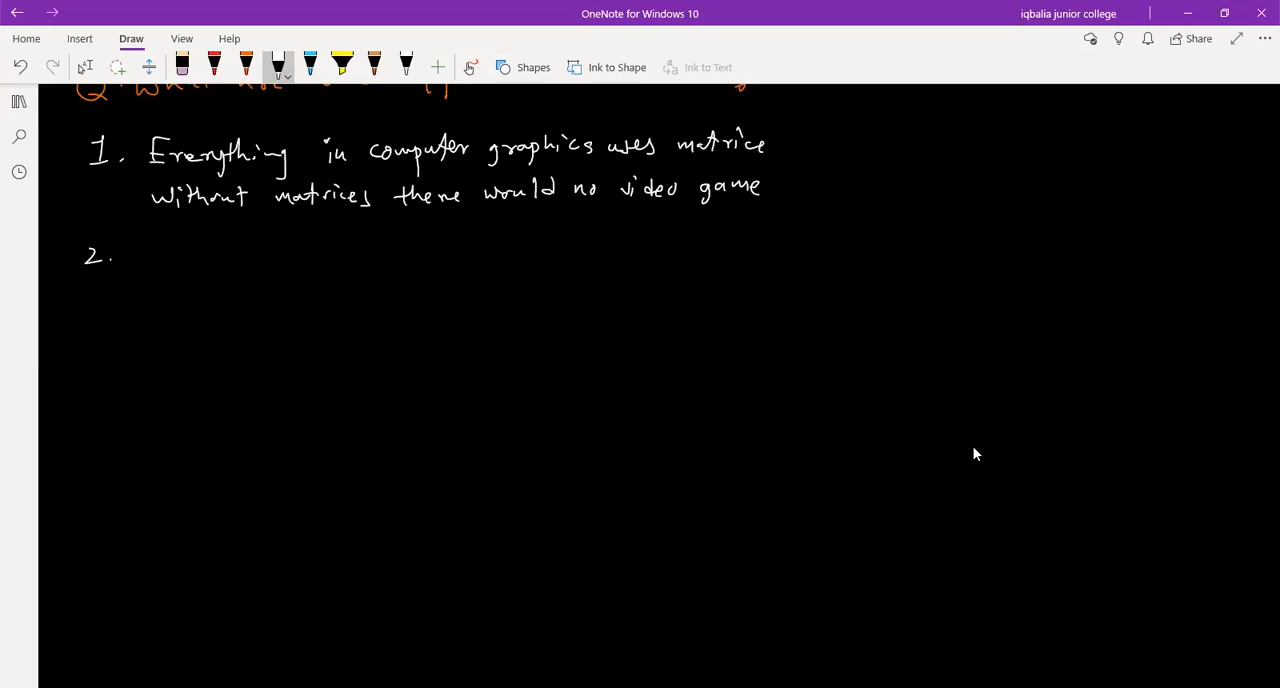 OneNote for Windows 10
iqbalia junior college
Home Insert Draw View Help
Share
Shapes Ink to Shape Ink to Text
Q.
1. Everything in computer graphics uses matrice
without matrices there would no video game
2.